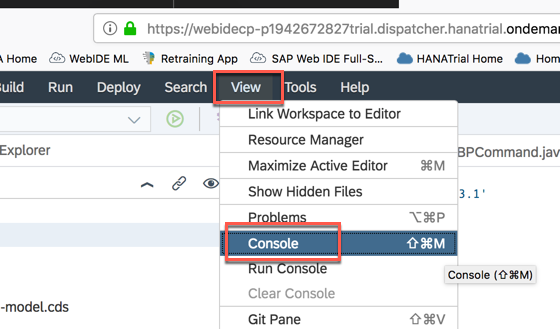 https://webidecp-p1942672827trial.dispatcher.hanatrial.ondema
A Home WebIDE ML Retraining App SAP Web IDE Full-S... HANATrial Home Hom
Build Run Deploy Search View Tools Help
Link Workspace to Editor
Explorer
Resource Manager
BPCommand.jav
Maximize Active Editor ⌘M
Show Hidden Files
3.1'
Problems ⌥⌘P
Console ⇧⌘M
Run Console
Console (⇧⌘M)
Clear Console
-model.cds
Git Pane ⇧⌘V